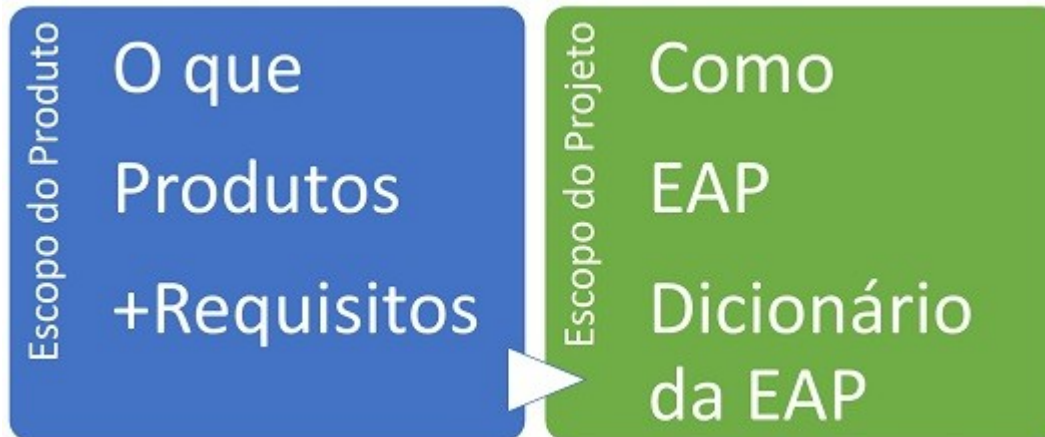 Escopo do Produto
O que
Produtos
+Requisitos
Escopo do Projeto
Como
EAP
Dicionário
da EAP